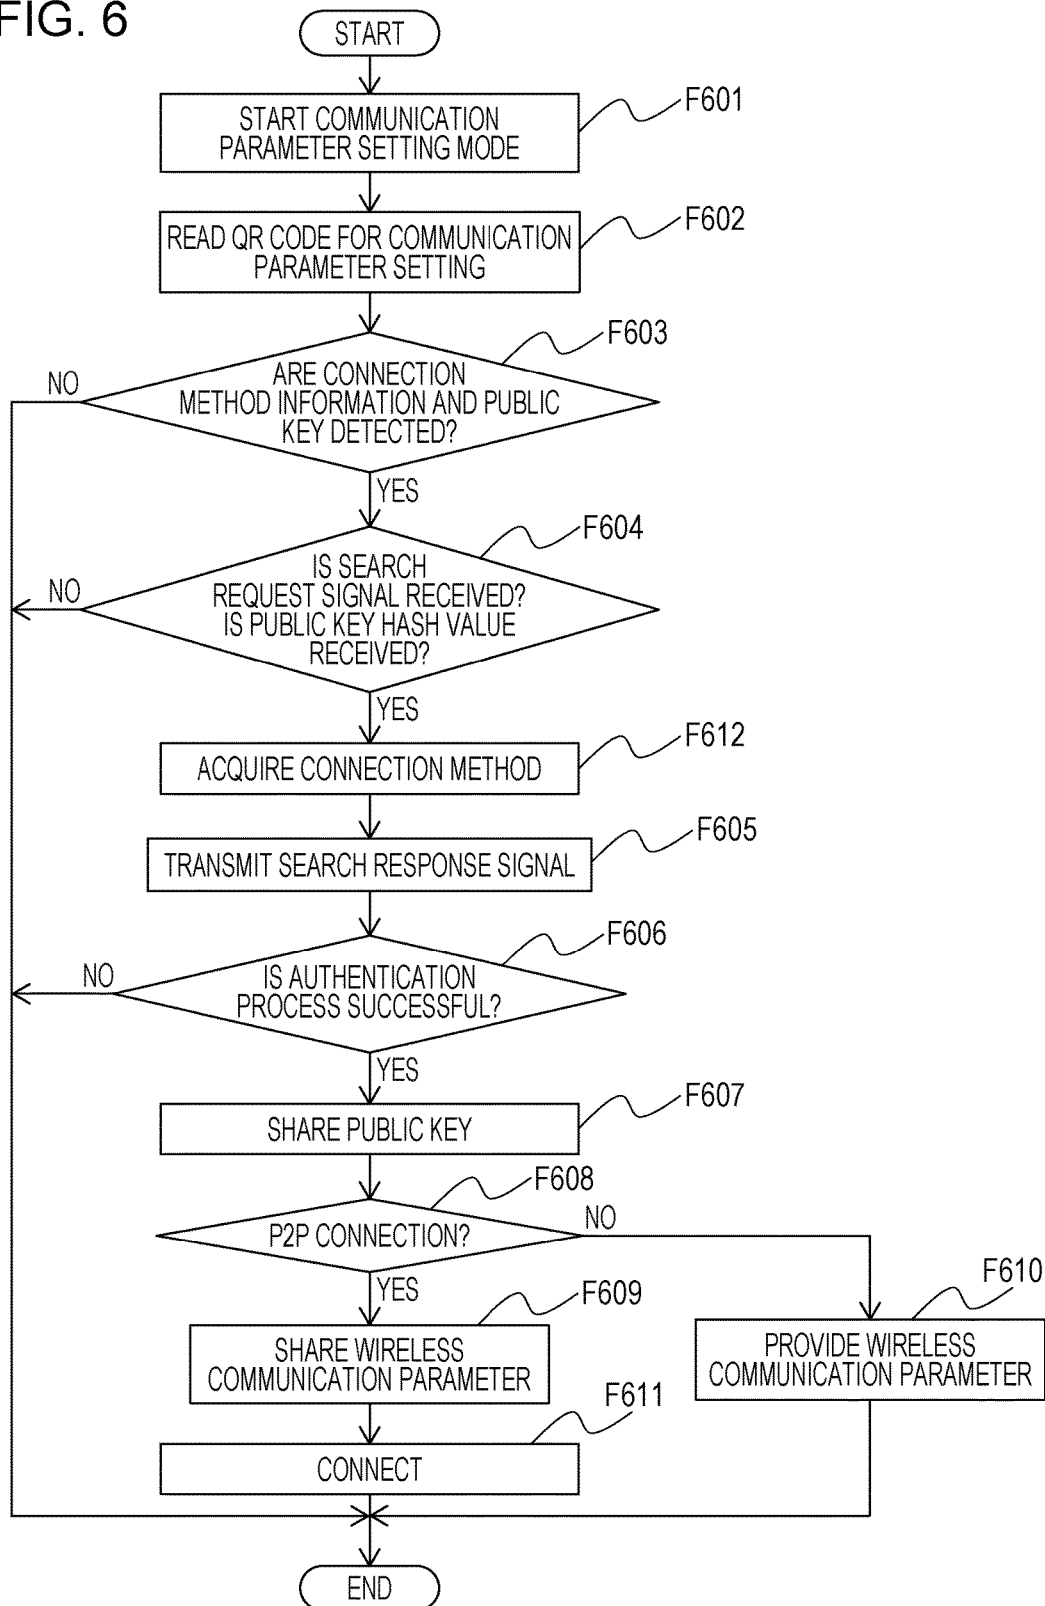 FIG. 6
START
F601
START COMMUNICATION
PARAMETER SETTING MODE
F602
READ QR CODE FOR COMMUNICATION
PARAMETER SETTING
F603
ARE CONNECTION
METHOD INFORMATION AND PUBLIC
KEY DETECTED?
NO
YES
F604
IS SEARCH
REQUEST SIGNAL RECEIVED?
IS PUBLIC KEY HASH VALUE
RECEIVED?
NO
YES
F612
ACQUIRE CONNECTION METHOD
F605
TRANSMIT SEARCH RESPONSE SIGNAL
F606
IS AUTHENTICATION
PROCESS SUCCESSFUL?
NO
YES
F607
SHARE PUBLIC KEY
F608
P2P CONNECTION?
NO
YES
F609
SHARE WIRELESS
COMMUNICATION PARAMETER
F610
PROVIDE WIRELESS
COMMUNICATION PARAMETER
F611
CONNECT
END